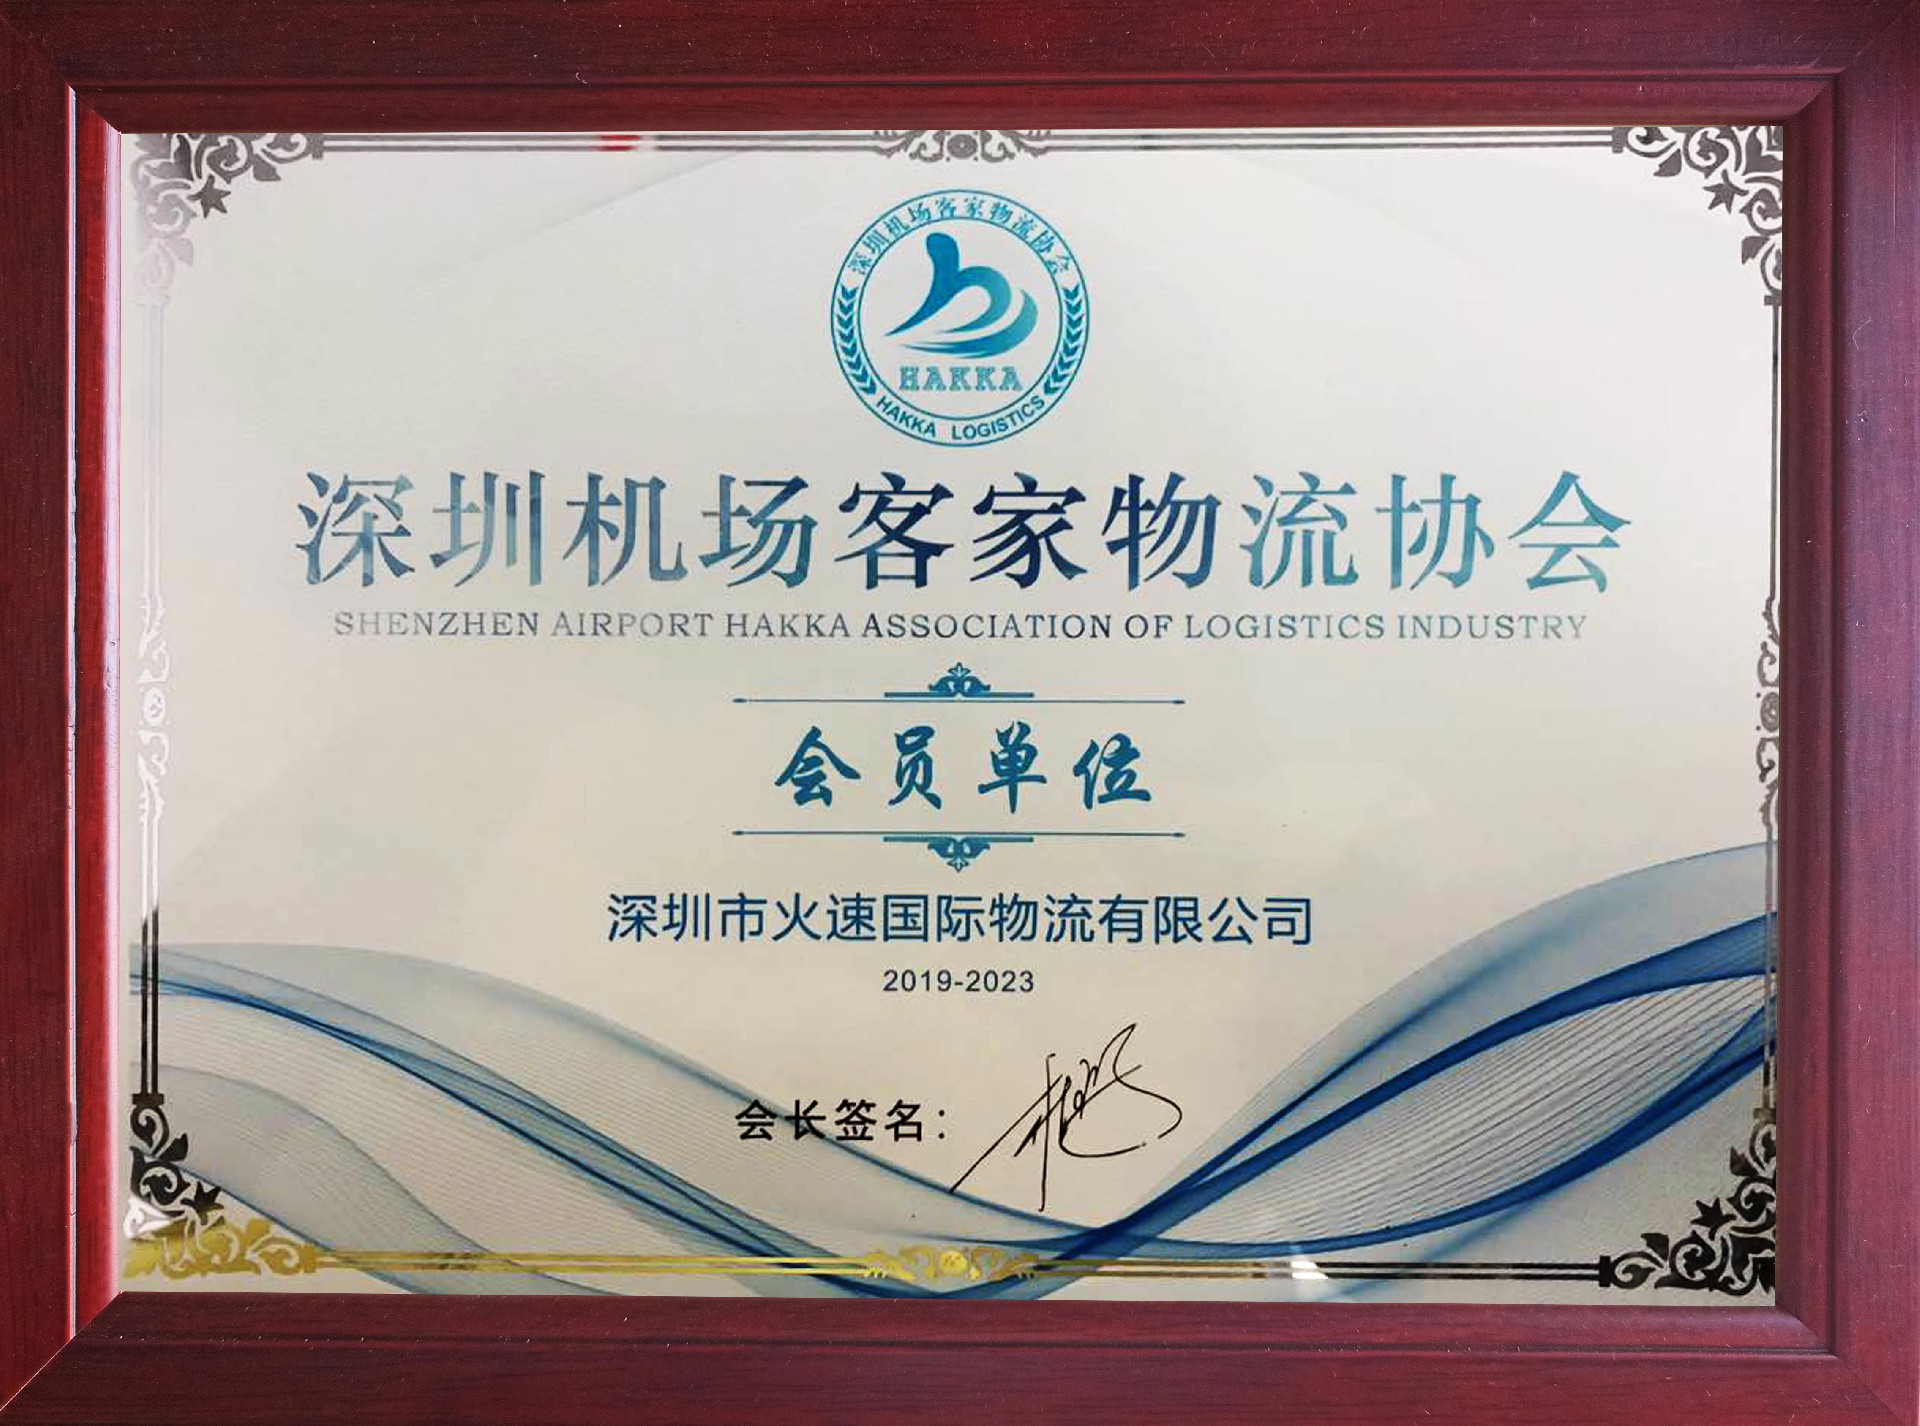 深圳机场客家物流协会
HAKKA
HAKKA LOGISTICS
深圳机场客家物流协会
SHENZHEN AIRPORT HAKKA ASSOCIATION OF LOGISTICS INDUSTRY
会员单位
深圳市火速国际物流有限公司
2019-2023
会长签名：